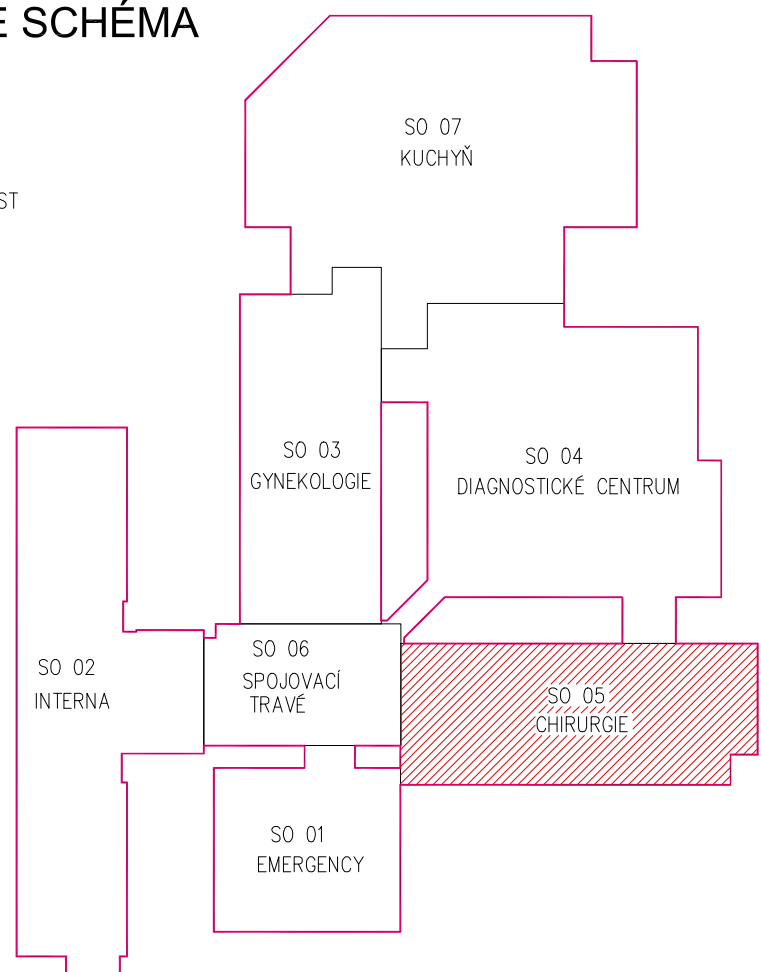 E SCHÉMA
SO 07
KUCHYŇ
ST
SO 03
GYNEKOLOGIE
SO 04
DIAGNOSTICKÉ CENTRUM
SO 06
SPOJOVACÍ
TRAVÉ
SO 02
INTERNA
SO 05
CHIRURGIE
SO 01
EMERGENCY